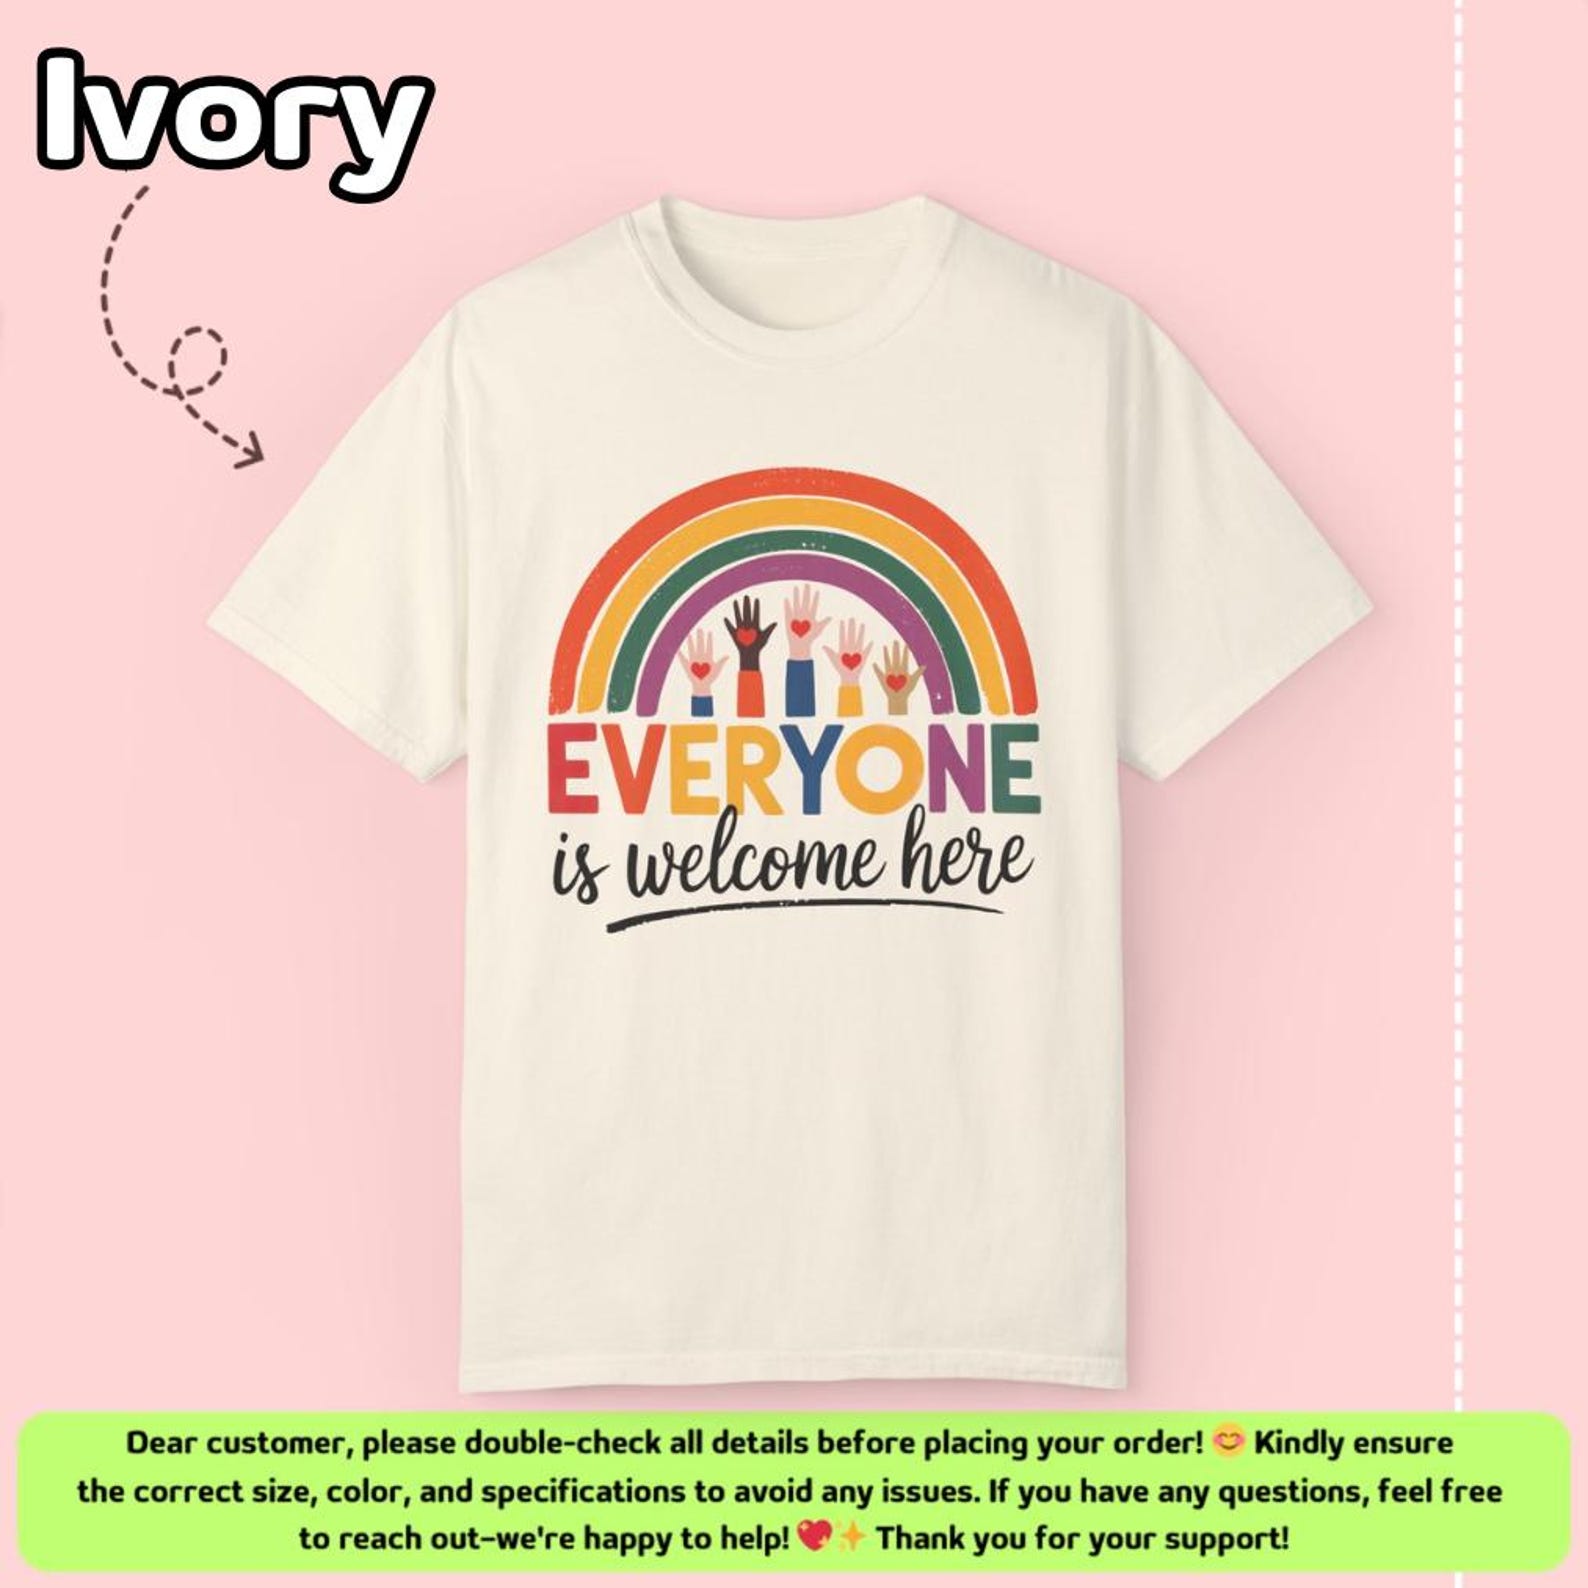 Ivory
EVERYONE
is welcome here
Dear customer, please double-check all details before placing your order! 😊 Kindly ensure
the correct size, color, and specifications to avoid any issues. If you have any questions, feel free
to reach out–we're happy to help! 💖✨ Thank you for your support!